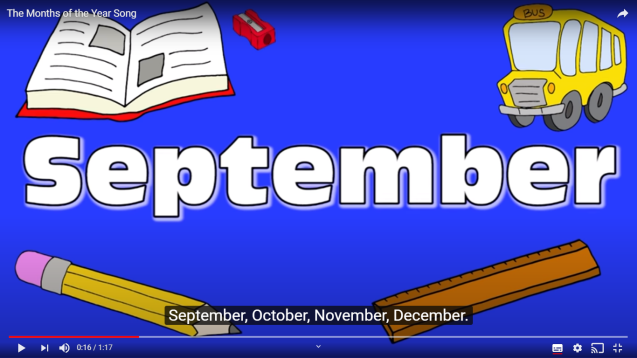 The Months of the Year Song
BUS
September
September, October, November, December.
0:16 / 1:17